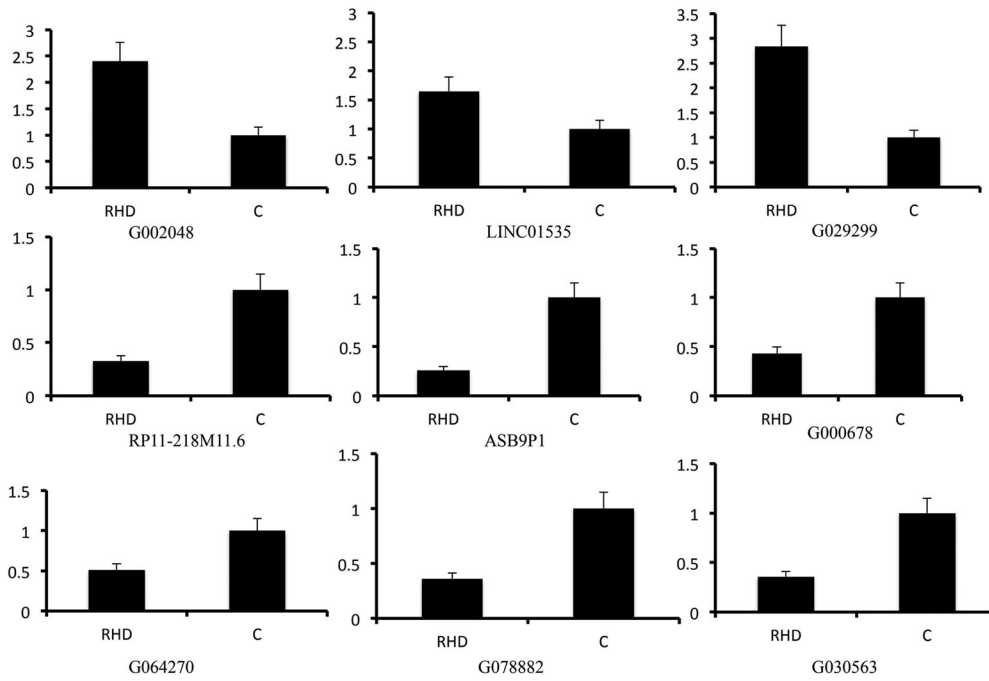 3
2.5
2
1.5
1
0.5
0
RHD
C
G002048
3
2.5
2
1.5
1
0.5
0
RHD
C
LINC01535
3.5
3
2.5
2
1.5
1
0.5
0
RHD
C
G029299
1.5
1
0.5
0
RHD
C
RP11-218M11.6
1.5
1
0.5
0
RHD
C
ASB9P1
1.5
1
0.5
0
RHD
C
G000678
1.5
1
0.5
0
RHD
C
G064270
1.5
1
0.5
0
RHD
C
G078882
1.5
1
0.5
0
RHD
C
G030563